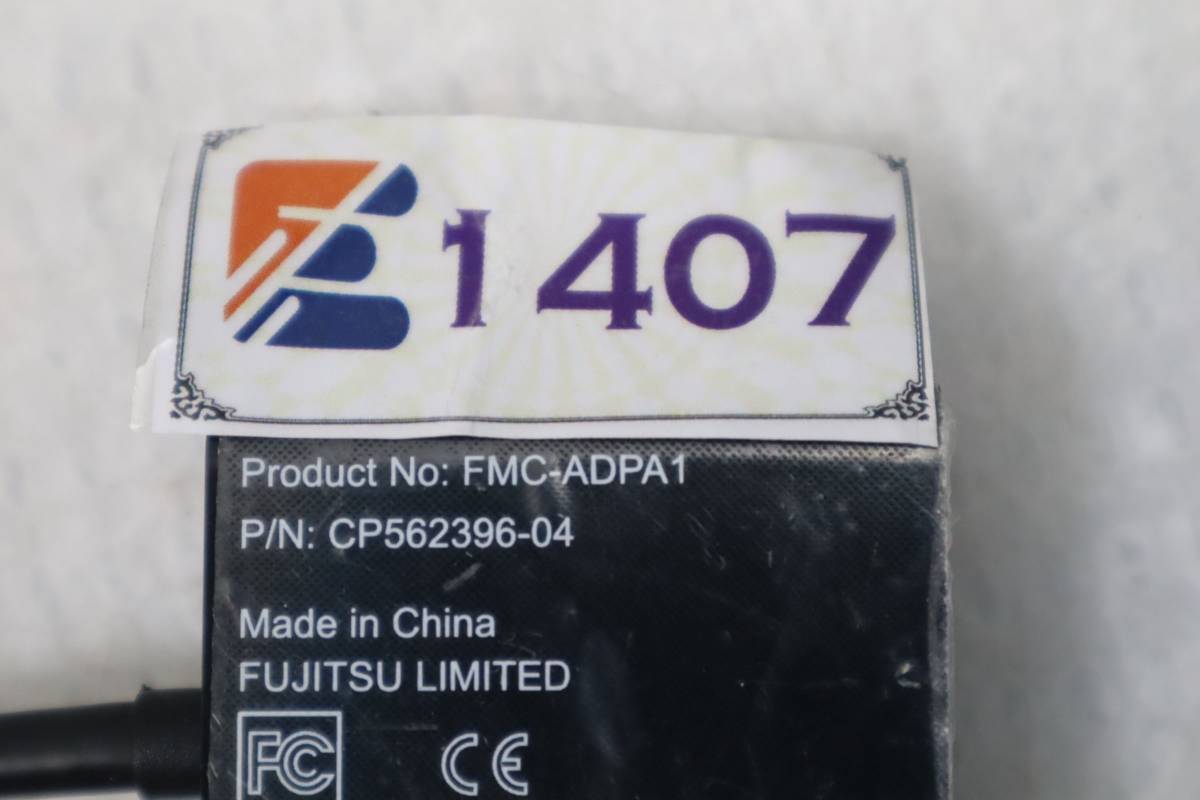 1407
Product No: FMC-ADPA1
P/N: CP562396-04
Made in China
FUJITSU LIMITED
FC CE